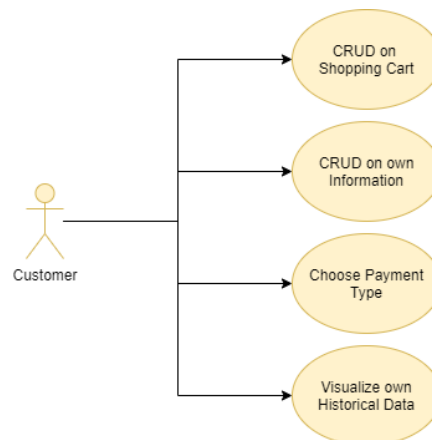 CRUD on
Shopping Cart
CRUD on own
Information
Customer
Choose Payment
Type
Visualize own
Historical Data